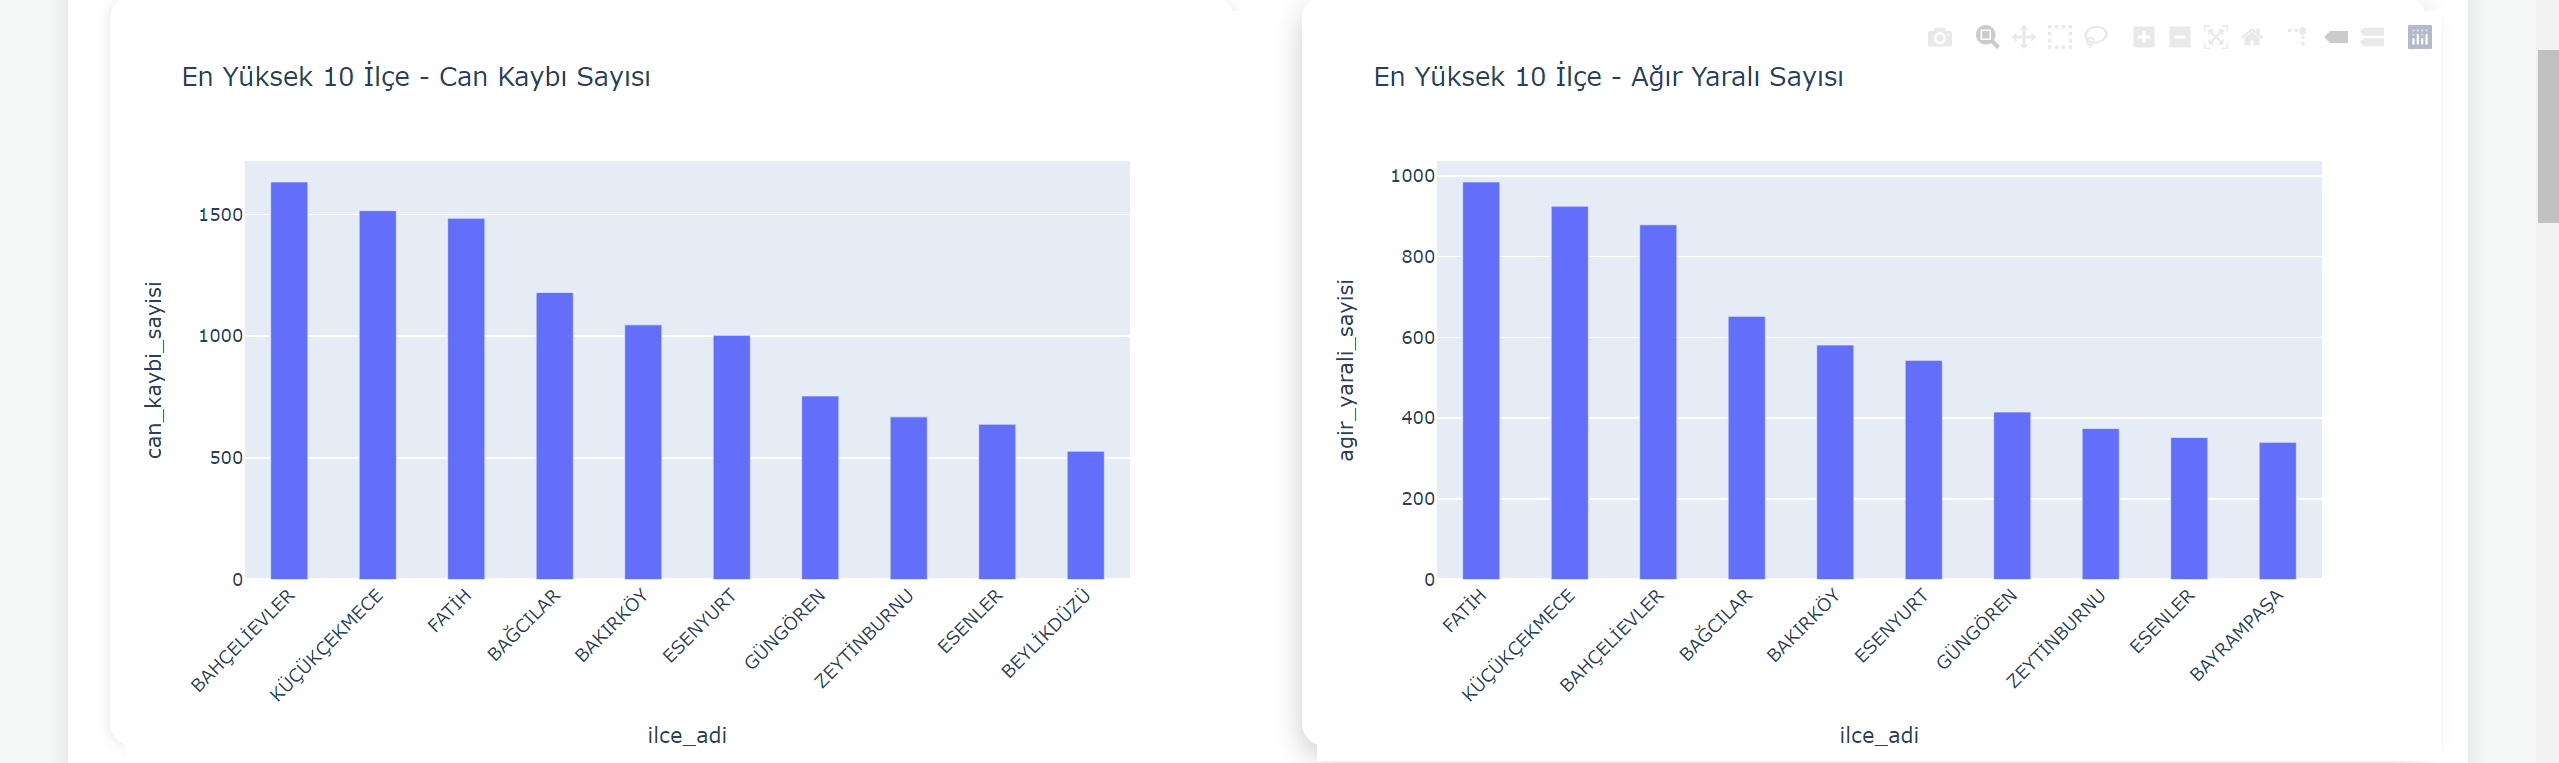 En Yüksek 10 İlçe - Can Kaybı Sayısı
1500
1000
500
0
can_kaybi_sayisi
BAHÇELİEVLER
KÜÇÜKÇEKMECE
FATİH
BAĞCILAR
BAKIRKÖY
ESENYURT
GÜNGÖREN
ZEYTİNBURNU
ESENLER
BEYLİKDÜZÜ
ilce_adi
En Yüksek 10 İlçe - Ağır Yaralı Sayısı
1000
800
600
400
200
0
agir_yarali_sayisi
FATİH
KÜÇÜKÇEKMECE
BAHÇELİEVLER
BAĞCILAR
BAKIRKÖY
ESENYURT
GÜNGÖREN
ZEYTİNBURNU
ESENLER
BAYRAMPAŞA
ilce_adi